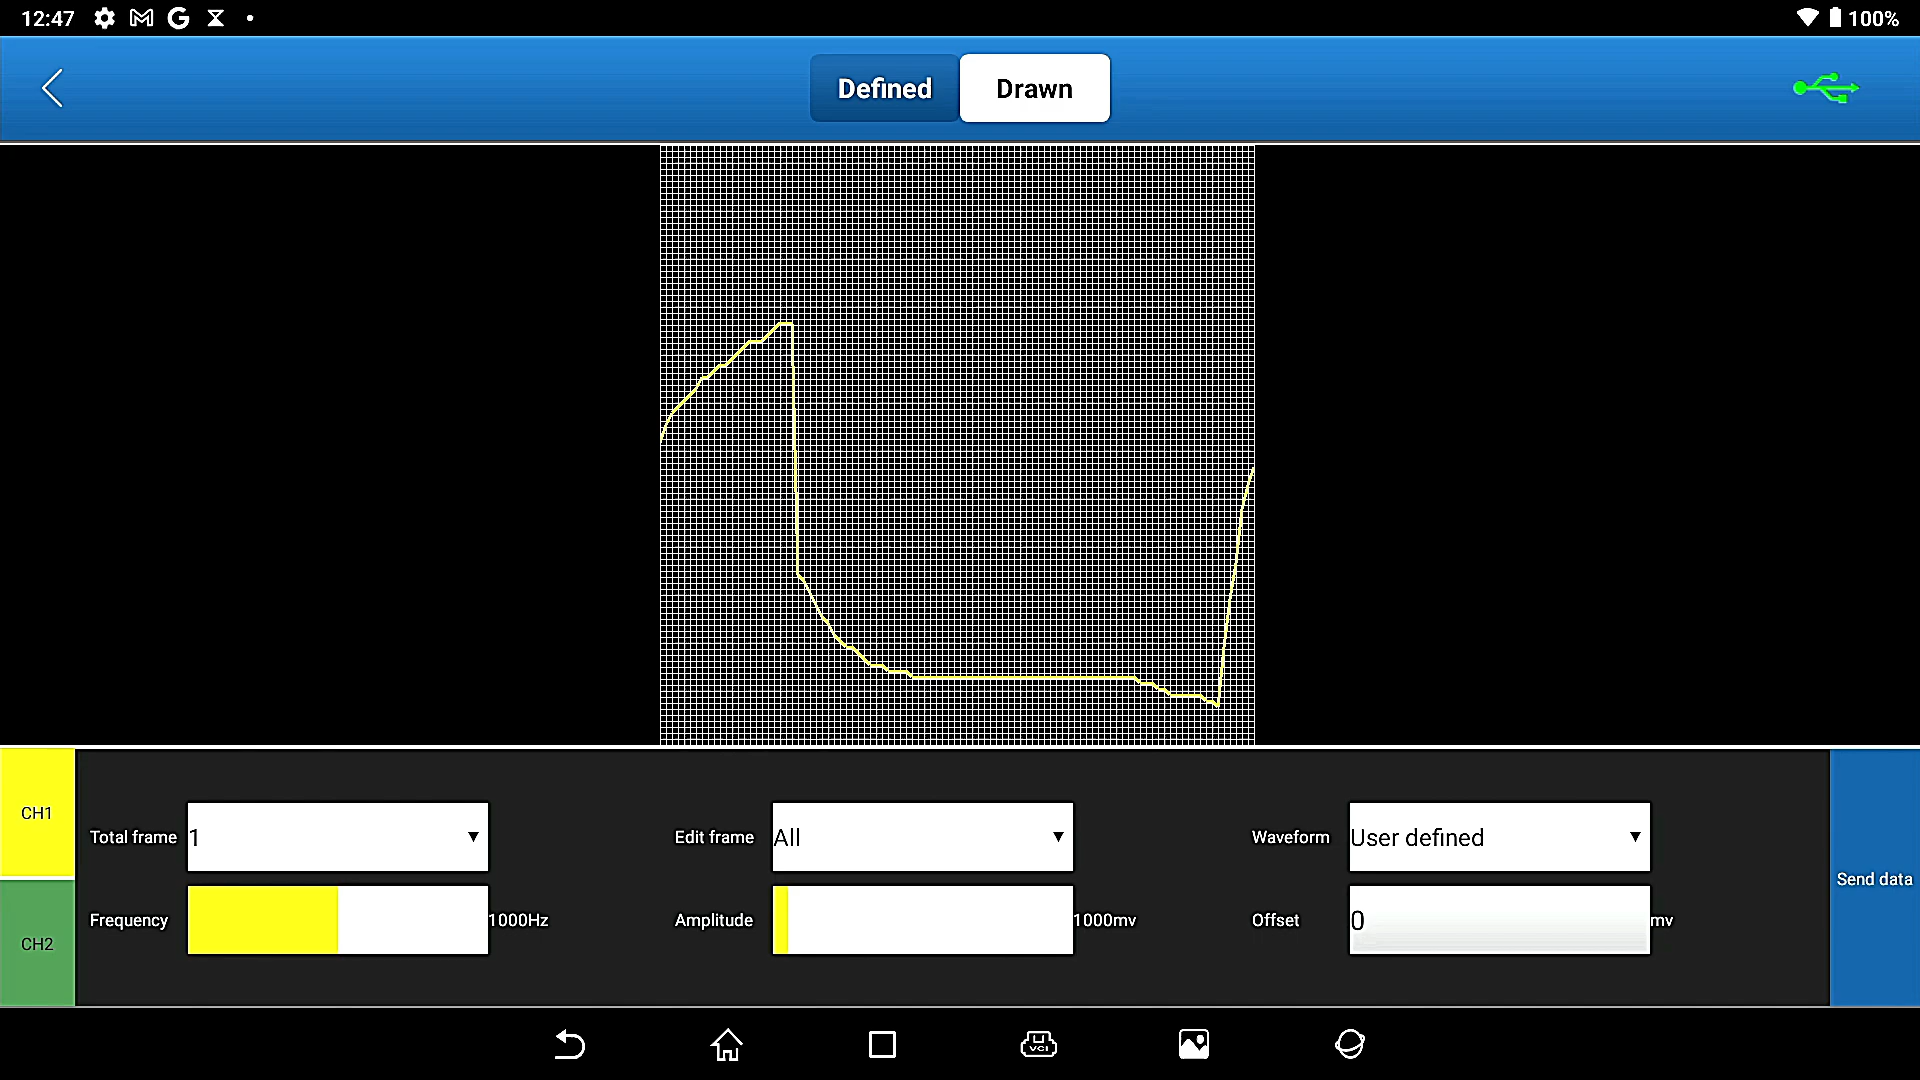 12:47 100%
Defined Drawn
CH1
Total frame 1 Edit frame All Waveform User defined
Send data
Frequency 1000Hz Amplitude 1000mv Offset 0 mv
CH2
VCI